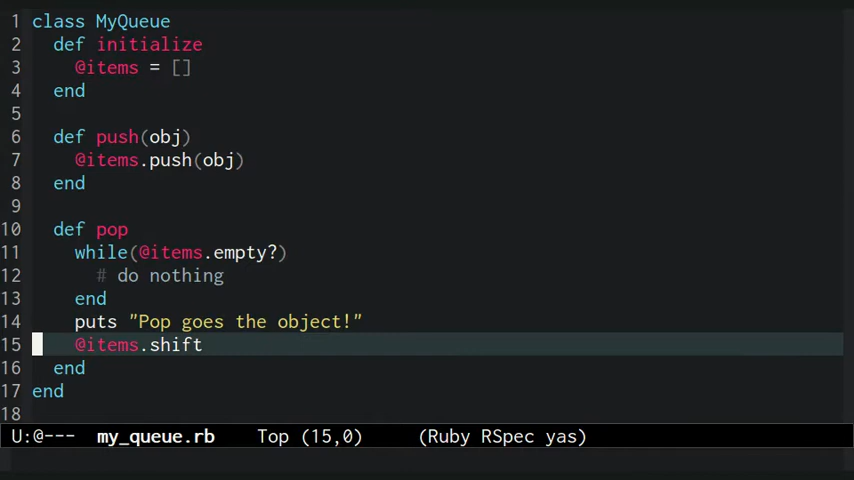 1 class MyQueue
2   def initialize
3     @items = []
4   end
5
6   def push(obj)
7     @items.push(obj)
8   end
9
10   def pop
11     while(@items.empty?)
12       # do nothing
13     end
14     puts "Pop goes the object!"
15     @items.shift
16   end
17 end
18
U:@---  my_queue.rb    Top (15,0)     (Ruby RSpec yas)